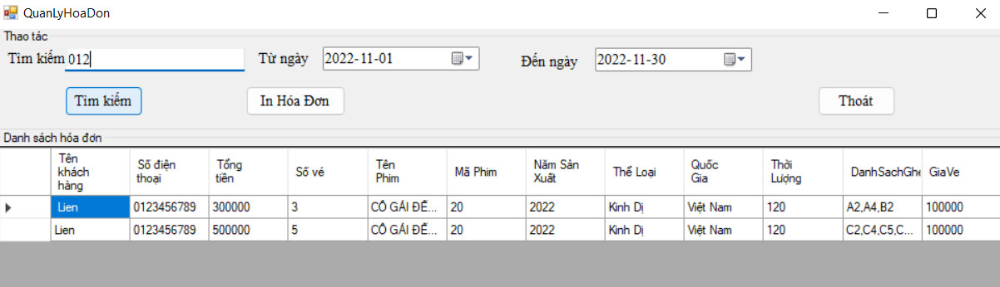 QuanLyHoaDon
Thao tác
Tìm kiếm 012 Từ ngày 2022-11-01 Đến ngày 2022-11-30
Tìm kiếm In Hóa Đơn Thoát
Danh sách hóa đơn
Tên khách hàng Số điện thoại Tổng tiền Số vé Tên Phim Mã Phim Năm Sản Xuất Thể Loại Quốc Gia Thời Lượng DanhSachGhe GiaVe
Lien 0123456789 300000 3 CÔ GÁI ĐẾ... 20 2022 Kinh Dị Việt Nam 120 A2,A4,B2 100000
Lien 0123456789 500000 5 CÔ GÁI ĐẾ... 20 2022 Kinh Dị Việt Nam 120 C2,C4,C5,C... 100000